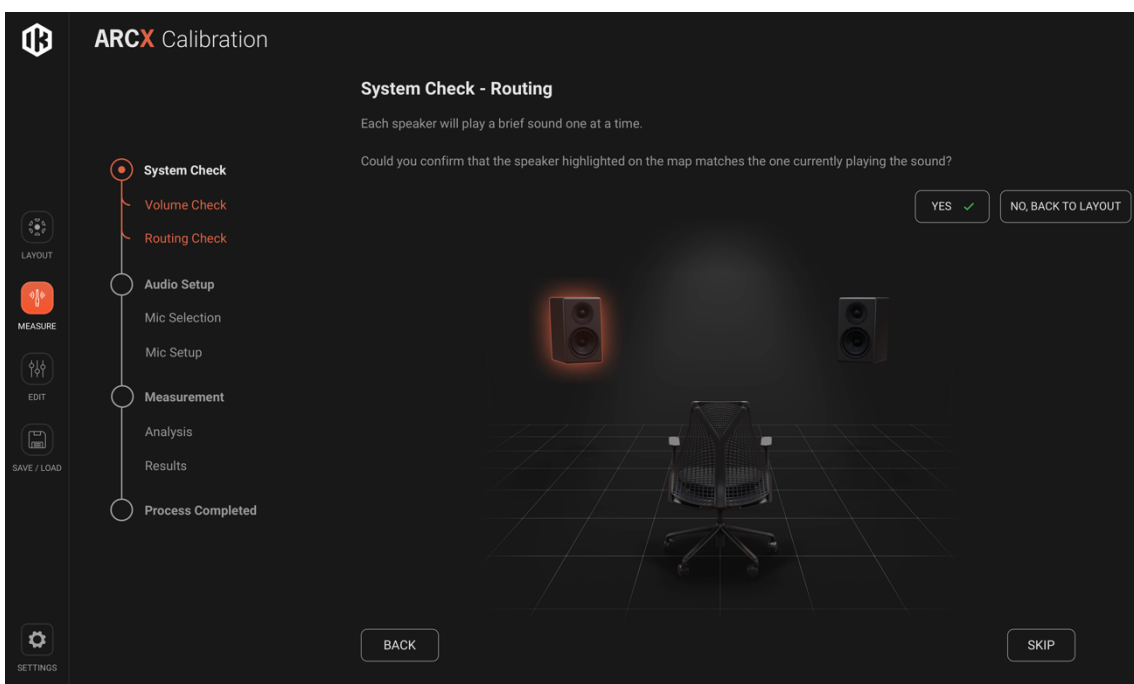 ARCX Calibration
System Check - Routing
Each speaker will play a brief sound one at a time.
Could you confirm that the speaker highlighted on the map matches the one currently playing the sound?
YES
NO, BACK TO LAYOUT
System Check
Volume Check
Routing Check
Audio Setup
Mic Selection
Mic Setup
Measurement
Analysis
Results
Process Completed
LAYOUT
MEASURE
EDIT
SAVE / LOAD
SETTINGS
BACK
SKIP